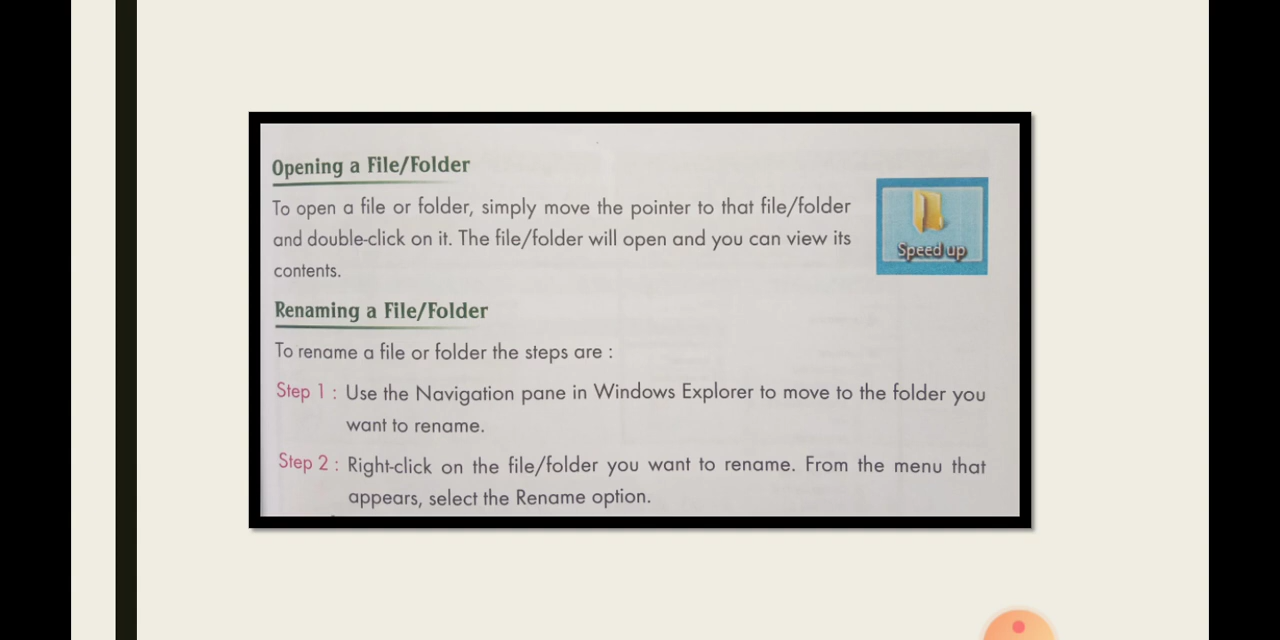 Opening a File/Folder
To open a file or folder, simply move the pointer to that file/folder
and double-click on it. The file/folder will open and you can view its
contents.
Speed up
Renaming a File/Folder
To rename a file or folder the steps are :
Step 1 : Use the Navigation pane in Windows Explorer to move to the folder you
want to rename.
Step 2 : Right-click on the file/folder you want to rename. From the menu that
appears, select the Rename option.